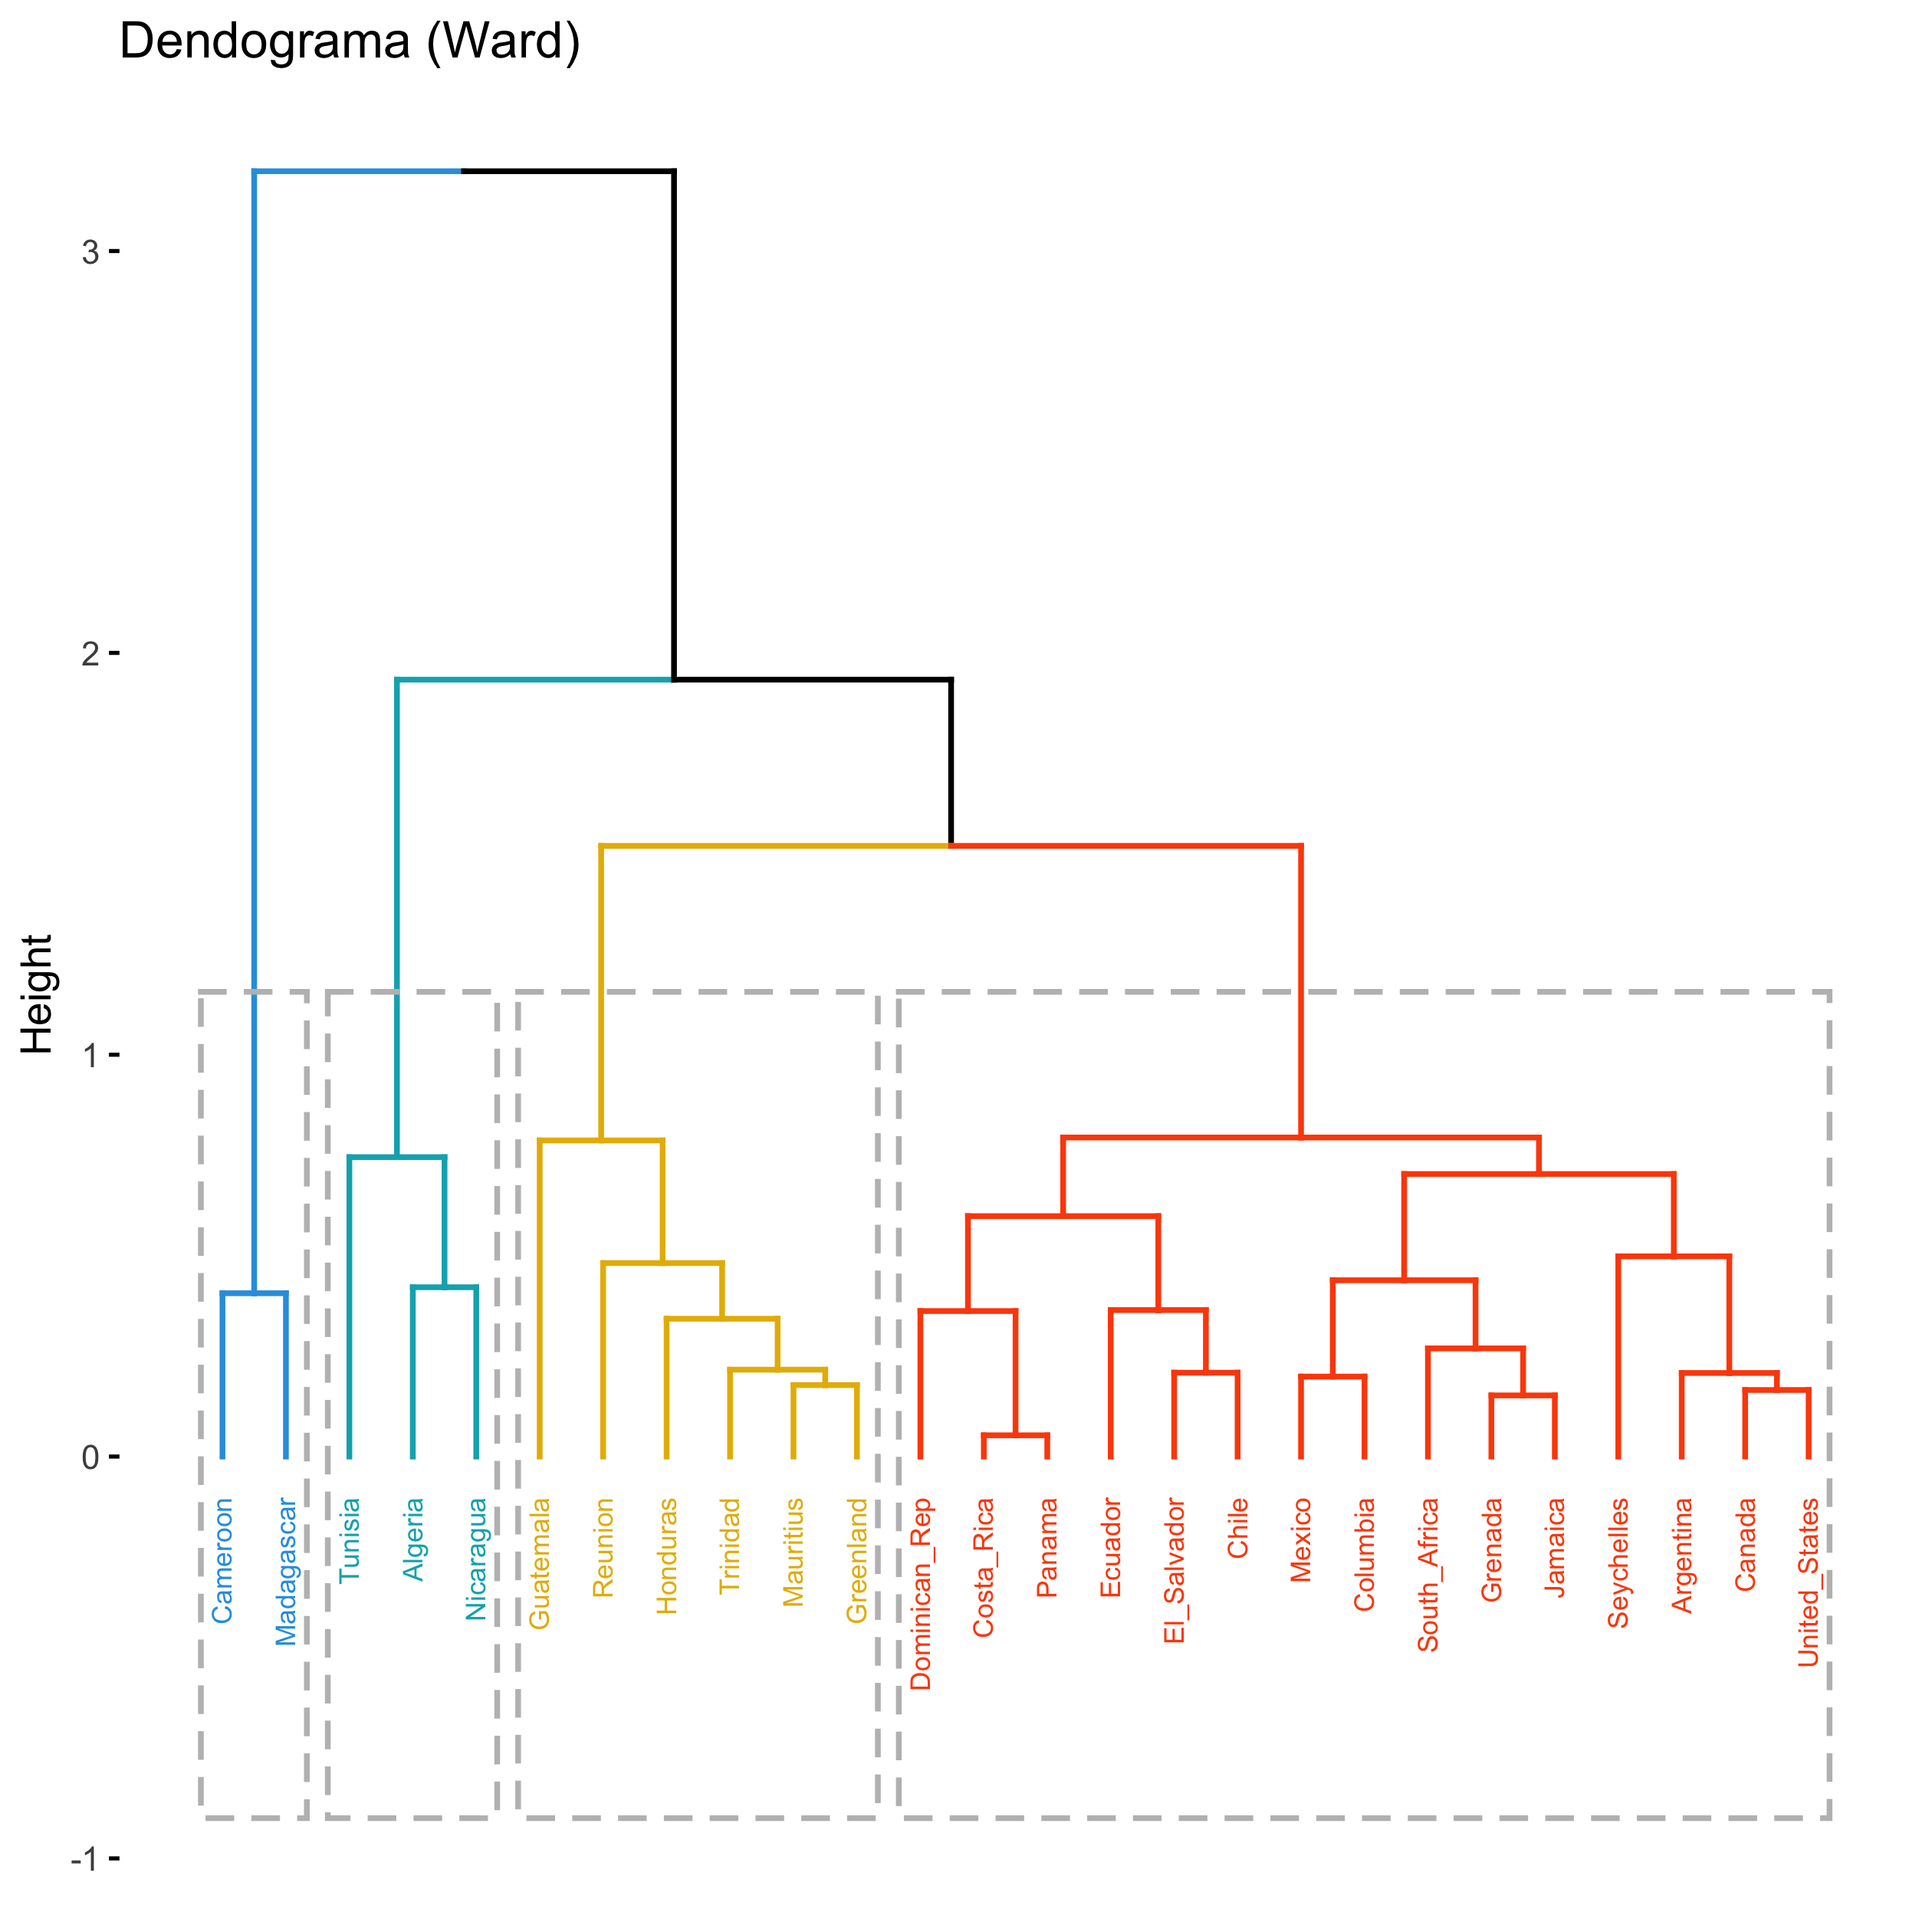 Dendograma (Ward)
Height
3
2
1
0
-1
Cameroon
Madagascar
Tunisia
Algeria
Nicaragua
Guatemala
Reunion
Honduras
Trinidad
Mauritius
Greenland
Dominican_Rep
Costa_Rica
Panama
Ecuador
El_Salvador
Chile
Mexico
Columbia
South_Africa
Grenada
Jamaica
Seychelles
Argentina
Canada
United_States